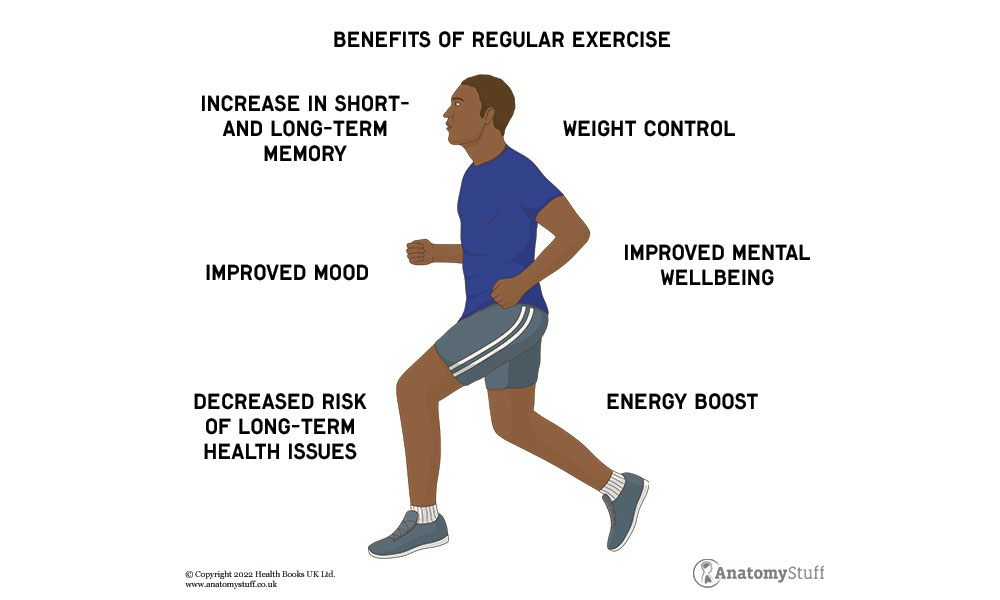 BENEFITS OF REGULAR EXERCISE
INCREASE IN SHORT-
AND LONG-TERM
MEMORY
WEIGHT CONTROL
IMPROVED MOOD
IMPROVED MENTAL
WELLBEING
DECREASED RISK
OF LONG-TERM
HEALTH ISSUES
ENERGY BOOST
© Copyright 2022 Health Books UK Ltd.
www.anatomystuff.co.uk
AnatomyStuff